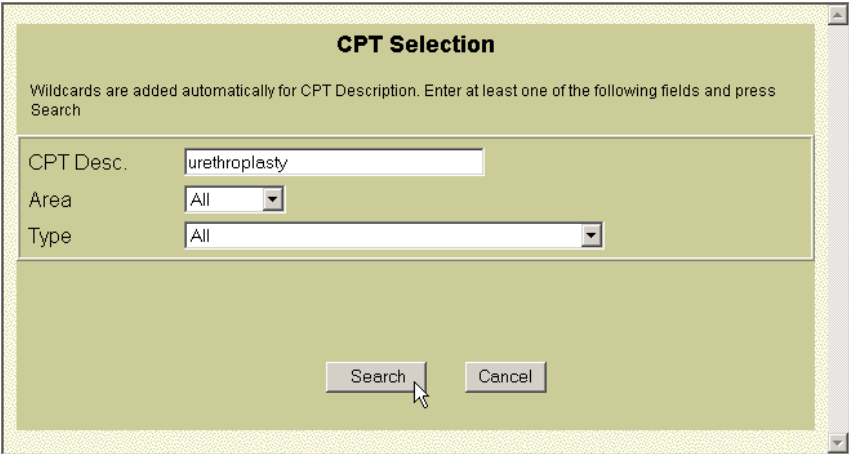 CPT Selection
Wildcards are added automatically for CPT Description. Enter at least one of the following fields and press
Search
CPT Desc. urethroplasty
Area All
Type All
Search Cancel